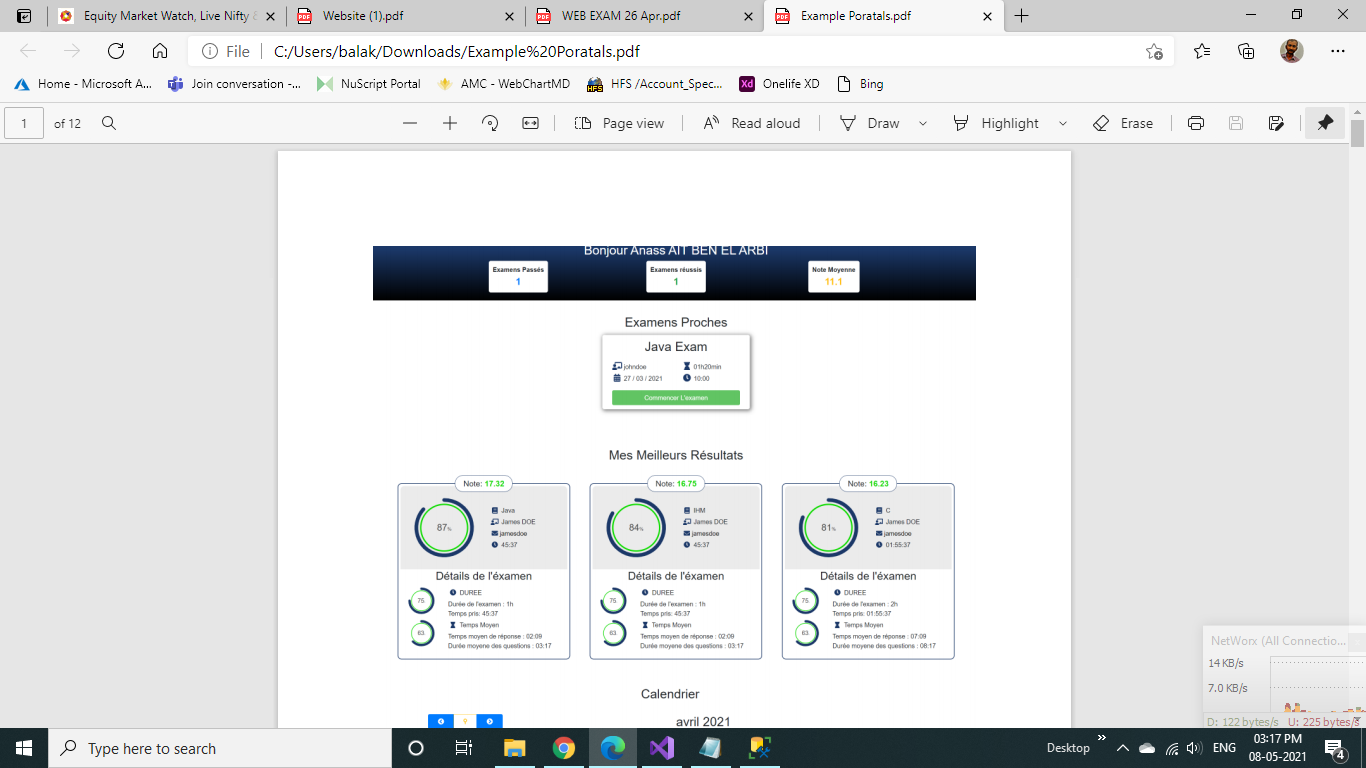 Equity Market Watch, Live Nifty &
Website (1).pdf
WEB EXAM 26 Apr.pdf
Example Poratals.pdf
File
C:/Users/balak/Downloads/Example%20Poratals.pdf
Home - Microsoft A...
Join conversation -...
NuScript Portal
AMC - WebChartMD
HFS /Account_Spec...
Onelife XD
Bing
1 of 12
Page view
Read aloud
Draw
Highlight
Erase
Bonjour Anass AIT BEN EL ARBI
Examens Passés
1
Examens réussis
1
Note Moyenne
11.1
Examens Proches
Java Exam
johndoe
01h20min
27 / 03 / 2021
10:00
Commencer L'examen
Mes Meilleurs Résultats
Note: 17.32
87%
Java
James DOE
jamesdoe
45:37
Détails de l'éxamen
75
DUREE
Durée de l'examen : 1h
Temps pris: 45:37
63
Temps Moyen
Temps moyen de réponse : 02:09
Durée moyene des questions : 03:17
Note: 16.75
84%
IHM
James DOE
jamesdoe
45:37
Détails de l'éxamen
75
DUREE
Durée de l'examen : 1h
Temps pris: 45:37
63
Temps Moyen
Temps moyen de réponse : 02:09
Durée moyene des questions : 03:17
Note: 16.23
81%
C
James DOE
jamesdoe
01:55:37
Détails de l'éxamen
75
DUREE
Durée de l'examen : 2h
Temps pris: 01:55:37
63
Temps Moyen
Temps moyen de réponse : 07:09
Durée moyene des questions : 08:17
Calendrier
avril 2021
NetWorx (All Connectio...
14 KB/s
7.0 KB/s
D: 122 bytes/s U: 225 bytes/s
Type here to search
Desktop
ENG
03:17 PM
08-05-2021
4